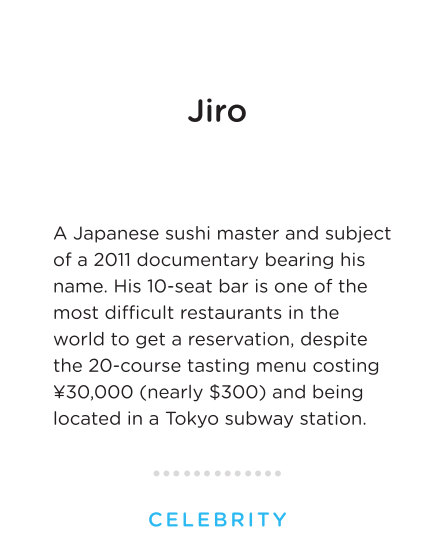 Jiro
A Japanese sushi master and subject
of a 2011 documentary bearing his
name. His 10-seat bar is one of the
most difficult restaurants in the
world to get a reservation, despite
the 20-course tasting menu costing
¥30,000 (nearly $300) and being
located in a Tokyo subway station.
CELEBRITY